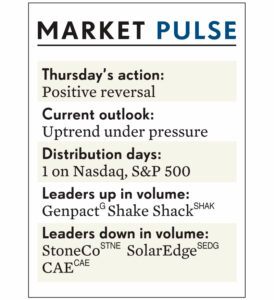 MARKET PULSE
Thursday's action:
Positive reversal
Current outlook:
Uptrend under pressure
Distribution days:
1 on Nasdaq, S&P 500
Leaders up in volume:
Genpact G Shake Shack SHAK
Leaders down in volume:
StoneCo STNE SolarEdge SEDG
CAE CAE